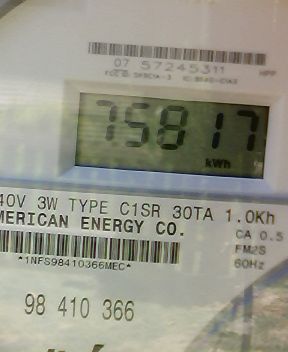 07 57245311 HPP
75817
kWh
40V 3W TYPE C1SR 30TA 1.0Kh
MERICAN ENERGY CO. CA 0.5
FM2S
*1NFS98410366MEC* 60Hz
98 410 366